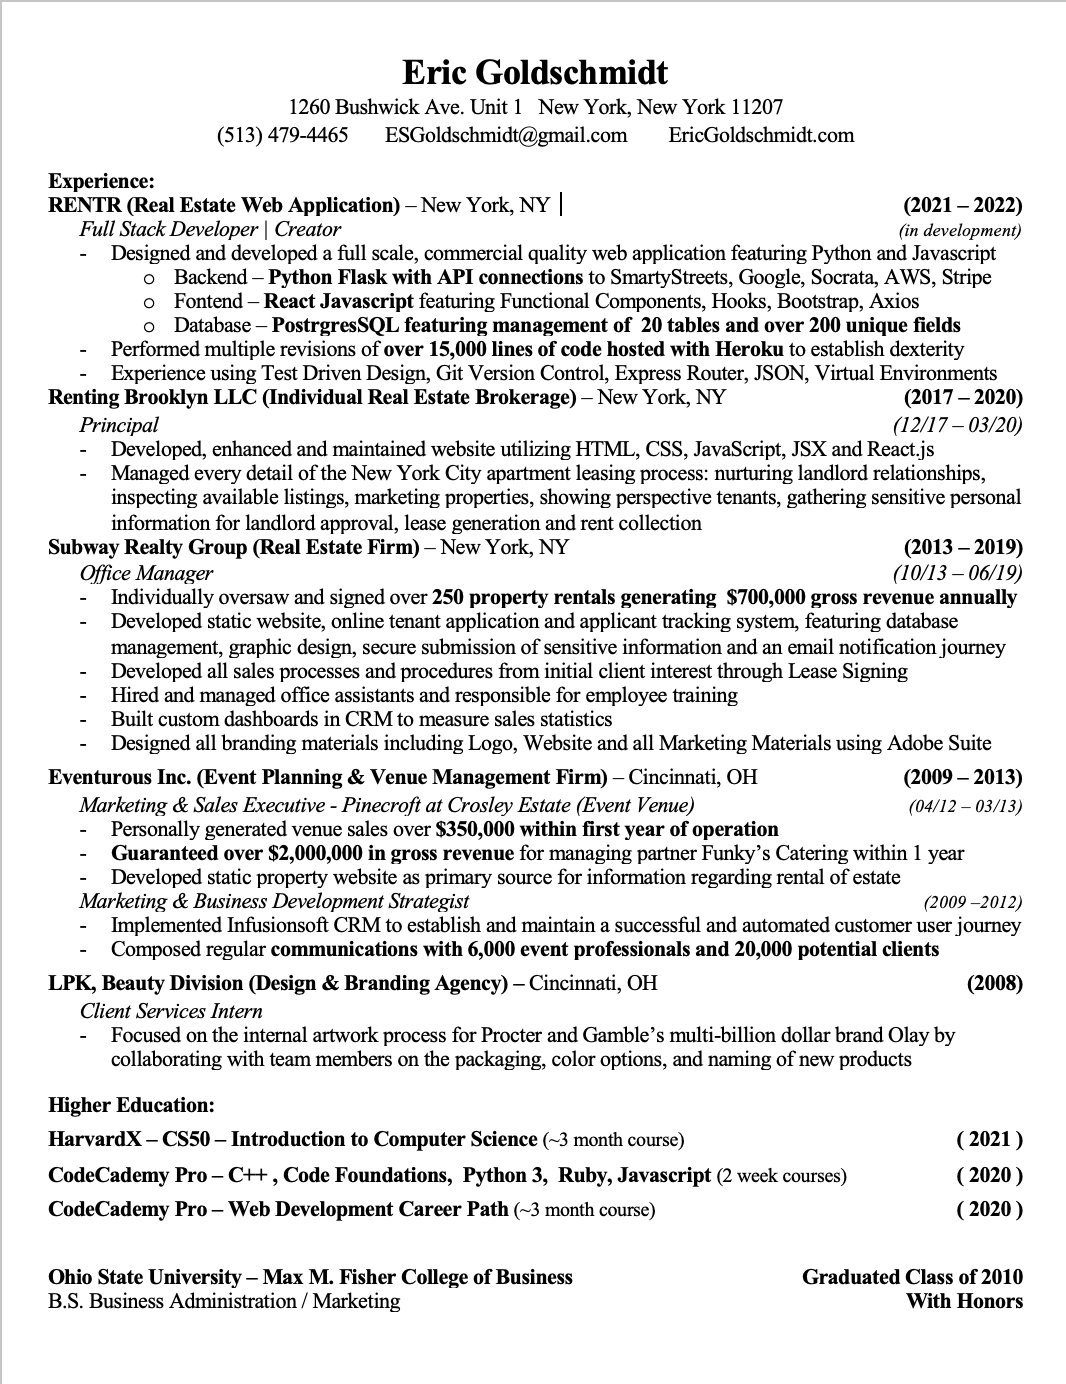 Eric Goldschmidt
1260 Bushwick Ave. Unit 1 New York, New York 11207
(513) 479-4465 ESGoldschmidt@gmail.com EricGoldschmidt.com
Experience:
RENTR (Real Estate Web Application) – New York, NY (2021 – 2022)
Full Stack Developer | Creator (in development)
- Designed and developed a full scale, commercial quality web application featuring Python and Javascript
o Backend – Python Flask with API connections to SmartyStreets, Google, Socrata, AWS, Stripe
o Fontend – React Javascript featuring Functional Components, Hooks, Bootstrap, Axios
o Database – PostrgresSQL featuring management of 20 tables and over 200 unique fields
- Performed multiple revisions of over 15,000 lines of code hosted with Heroku to establish dexterity
- Experience using Test Driven Design, Git Version Control, Express Router, JSON, Virtual Environments
Renting Brooklyn LLC (Individual Real Estate Brokerage) – New York, NY (2017 – 2020)
Principal (12/17 – 03/20)
- Developed, enhanced and maintained website utilizing HTML, CSS, JavaScript, JSX and React.js
- Managed every detail of the New York City apartment leasing process: nurturing landlord relationships,
inspecting available listings, marketing properties, showing perspective tenants, gathering sensitive personal
information for landlord approval, lease generation and rent collection
Subway Realty Group (Real Estate Firm) – New York, NY (2013 – 2019)
Office Manager (10/13 – 06/19)
- Individually oversaw and signed over 250 property rentals generating $700,000 gross revenue annually
- Developed static website, online tenant application and applicant tracking system, featuring database
management, graphic design, secure submission of sensitive information and an email notification journey
- Developed all sales processes and procedures from initial client interest through Lease Signing
- Hired and managed office assistants and responsible for employee training
- Built custom dashboards in CRM to measure sales statistics
- Designed all branding materials including Logo, Website and all Marketing Materials using Adobe Suite
Eventurous Inc. (Event Planning & Venue Management Firm) – Cincinnati, OH (2009 – 2013)
Marketing & Sales Executive - Pinecroft at Crosley Estate (Event Venue) (04/12 – 03/13)
- Personally generated venue sales over $350,000 within first year of operation
- Guaranteed over $2,000,000 in gross revenue for managing partner Funky’s Catering within 1 year
- Developed static property website as primary source for information regarding rental of estate
Marketing & Business Development Strategist (2009 –2012)
- Implemented Infusionsoft CRM to establish and maintain a successful and automated customer user journey
- Composed regular communications with 6,000 event professionals and 20,000 potential clients
LPK, Beauty Division (Design & Branding Agency) – Cincinnati, OH (2008)
Client Services Intern
- Focused on the internal artwork process for Procter and Gamble’s multi-billion dollar brand Olay by
collaborating with team members on the packaging, color options, and naming of new products
Higher Education:
HarvardX – CS50 – Introduction to Computer Science (~3 month course) ( 2021 )
CodeCademy Pro – C++ , Code Foundations, Python 3, Ruby, Javascript (2 week courses) ( 2020 )
CodeCademy Pro – Web Development Career Path (~3 month course) ( 2020 )
Ohio State University – Max M. Fisher College of Business Graduated Class of 2010
B.S. Business Administration / Marketing With Honors